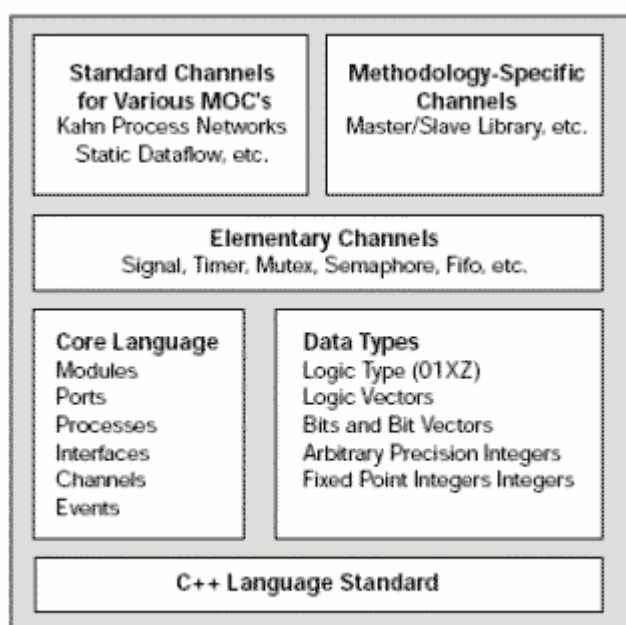 Standard Channels
for Various MOC's
Kahn Process Networks
Static Dataflow, etc.
Methodology-Specific
Channels
Master/Slave Library, etc.
Elementary Channels
Signal, Timer, Mutex, Semaphore, Fifo, etc.
Core Language
Modules
Ports
Processes
Interfaces
Channels
Events
Data Types
Logic Type (01XZ)
Logic Vectors
Bits and Bit Vectors
Arbitrary Precision Integers
Fixed Point Integers Integers
C++ Language Standard